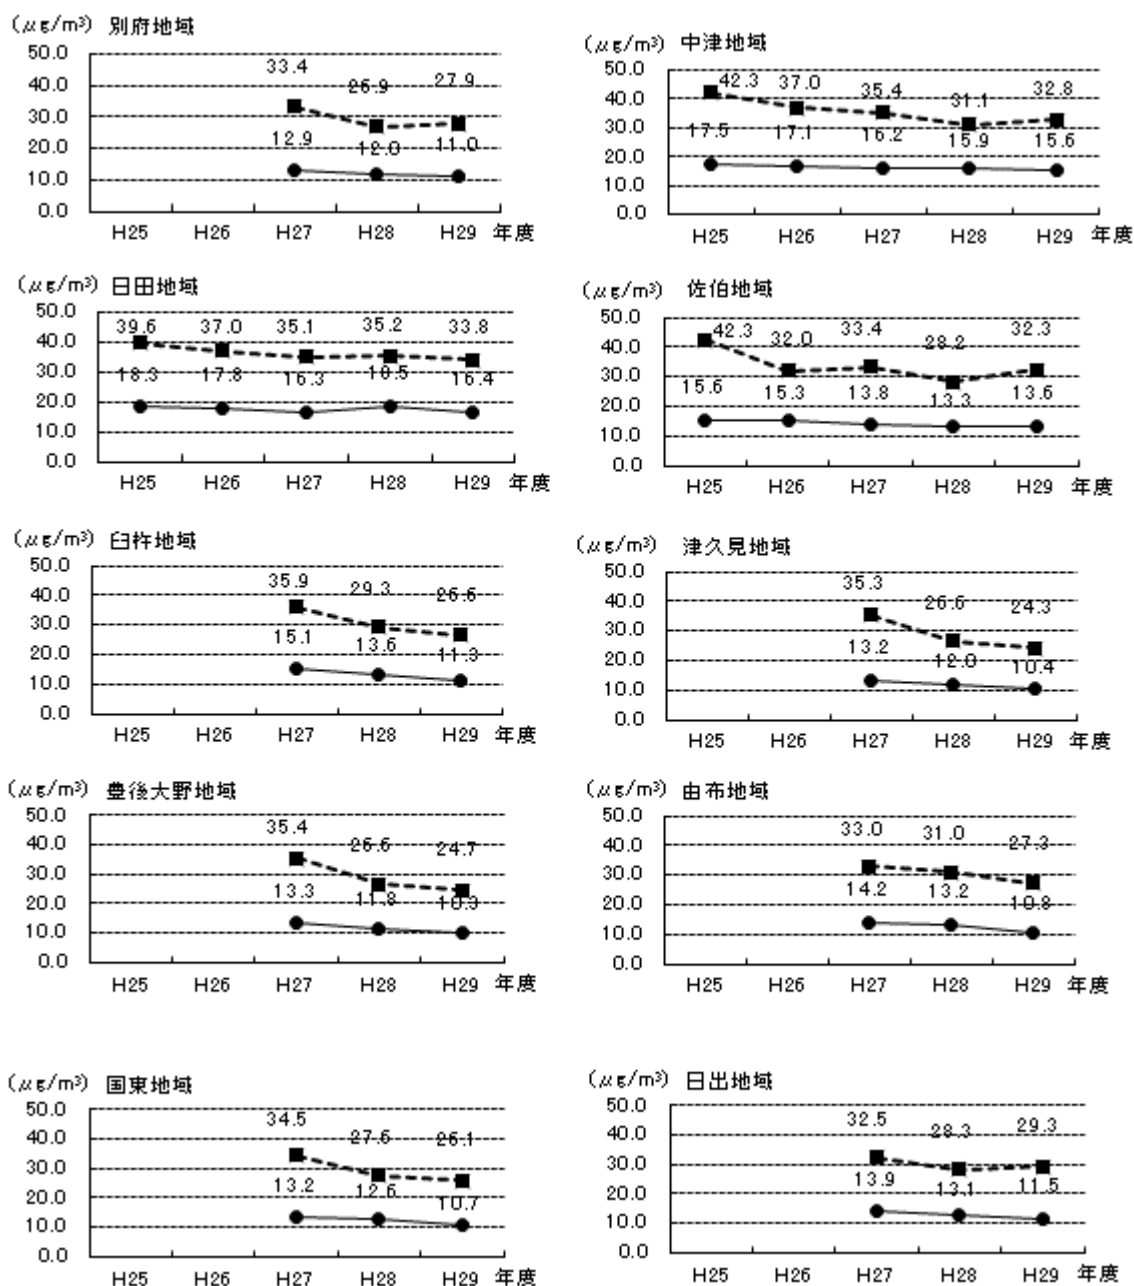 (μg/m³) 別府地域
50.0
40.0
30.0
20.0
10.0
0.0
33.4 26.9 27.9
12.9 12.0 11.0
H25 H26 H27 H28 H29 年度
(μg/m³) 中津地域
50.0
40.0
30.0
20.0
10.0
0.0
42.3 37.0 35.4 31.1 32.8
17.5 17.1 16.2 15.9 15.6
H25 H26 H27 H28 H29 年度
(μg/m³) 日田地域
50.0
40.0
30.0
20.0
10.0
0.0
39.6 37.0 35.1 35.2 33.8
18.3 17.8 16.3 18.5 16.4
H25 H26 H27 H28 H29 年度
(μg/m³) 佐伯地域
50.0
40.0
30.0
20.0
10.0
0.0
42.3 32.0 33.4 28.2 32.3
15.6 15.3 13.8 13.3 13.6
H25 H26 H27 H28 H29 年度
(μg/m³) 臼杵地域
50.0
40.0
30.0
20.0
10.0
0.0
35.9 29.3 26.6
15.1 13.6 11.3
H25 H26 H27 H28 H29 年度
(μg/m³) 津久見地域
50.0
40.0
30.0
20.0
10.0
0.0
35.3 26.6 24.3
13.2 12.0 10.4
H25 H26 H27 H28 H29 年度
(μg/m³) 豊後大野地域
50.0
40.0
30.0
20.0
10.0
0.0
35.4 26.6 24.7
13.3 11.8 10.3
H25 H26 H27 H28 H29 年度
(μg/m³) 由布地域
50.0
40.0
30.0
20.0
10.0
0.0
33.0 31.0 27.3
14.2 13.2 10.8
H25 H26 H27 H28 H29 年度
(μg/m³) 国東地域
50.0
40.0
30.0
20.0
10.0
0.0
34.5 27.6 26.1
13.2 12.6 10.7
H25 H26 H27 H28 H29 年度
(μg/m³) 日出地域
50.0
40.0
30.0
20.0
10.0
0.0
32.5 28.3 29.3
13.9 13.1 11.5
H25 H26 H27 H28 H29 年度